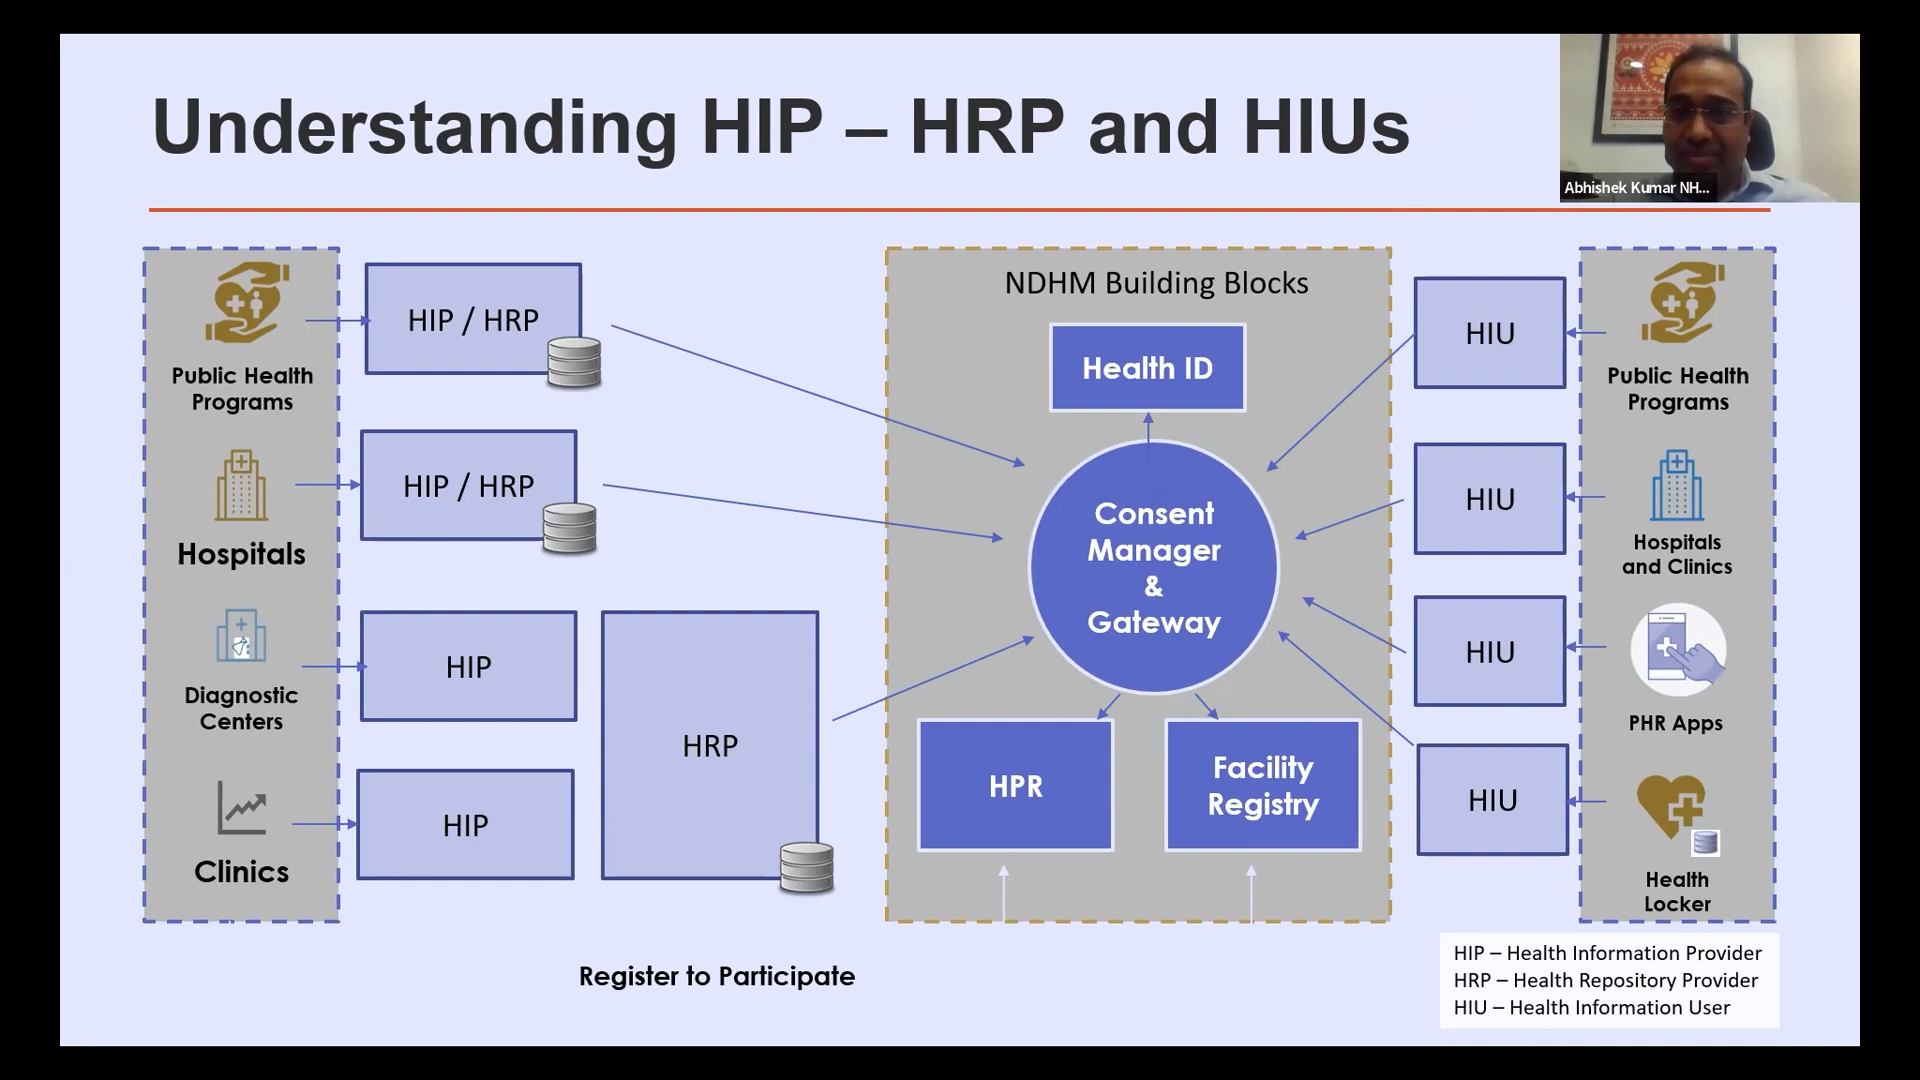 Understanding HIP – HRP and HIUs
Abhishek Kumar NH...
Public Health
Programs
Hospitals
Diagnostic
Centers
Clinics
HIP / HRP
HIP / HRP
HIP
HIP
HRP
NDHM Building Blocks
Health ID
Consent
Manager
&
Gateway
HPR
Facility
Registry
HIU
HIU
HIU
HIU
Public Health
Programs
Hospitals
and Clinics
PHR Apps
Health
Locker
Register to Participate
HIP – Health Information Provider
HRP – Health Repository Provider
HIU – Health Information User